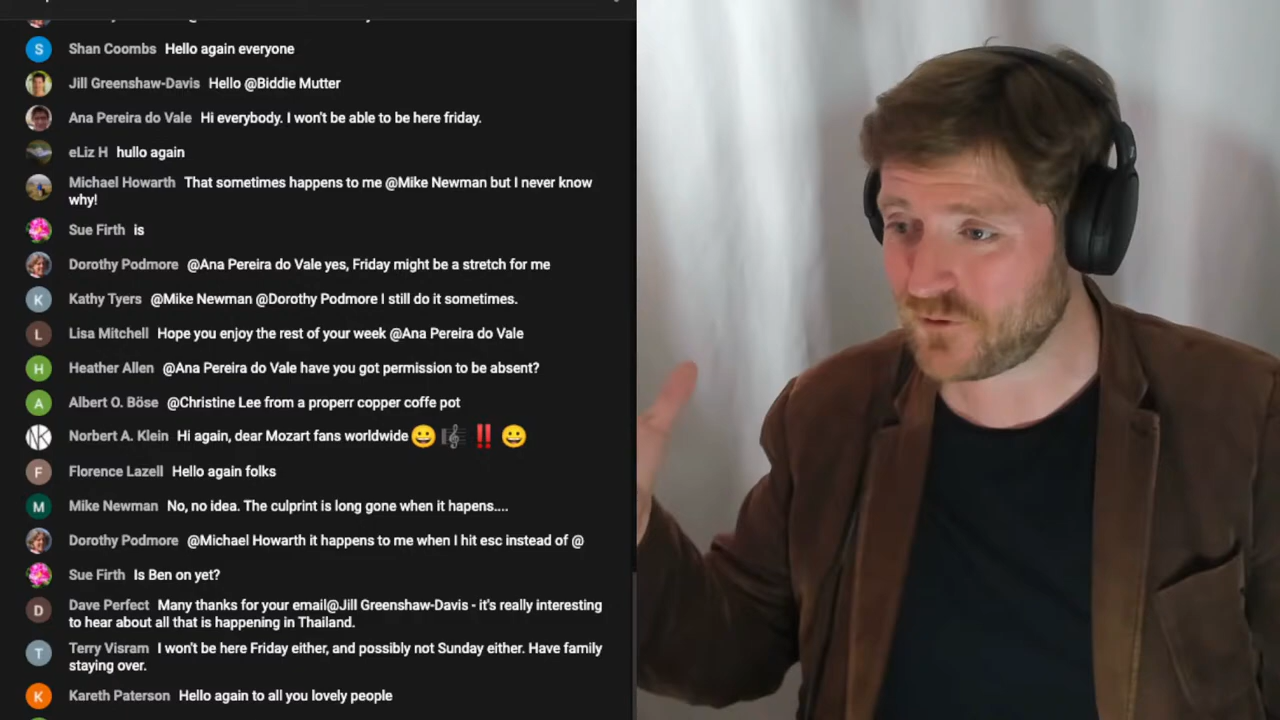 Shan Coombs Hello again everyone
Jill Greenshaw-Davis Hello @Biddie Mutter
Ana Pereira do Vale Hi everybody. I won't be able to be here friday.
eLiz H hullo again
Michael Howarth That sometimes happens to me @Mike Newman but I never know
why!
Sue Firth is
Dorothy Podmore @Ana Pereira do Vale yes, Friday might be a stretch for me
Kathy Tyers @Mike Newman @Dorothy Podmore I still do it sometimes.
Lisa Mitchell Hope you enjoy the rest of your week @Ana Pereira do Vale
Heather Allen @Ana Pereira do Vale have you got permission to be absent?
Albert O. Böse @Christine Lee from a properr copper coffe pot
Norbert A. Klein Hi again, dear Mozart fans worldwide😀🎼‼️😀
Florence Lazell Hello again folks
Mike Newman No, no idea. The culprint is long gone when it hapens....
Dorothy Podmore @Michael Howarth it happens to me when I hit esc instead of @
Sue Firth Is Ben on yet?
Dave Perfect Many thanks for your email@Jill Greenshaw-Davis - it's really interesting
to hear about all that is happening in Thailand.
Terry Visram I won't be here Friday either, and possibly not Sunday either. Have family
staying over.
Kareth Paterson Hello again to all you lovely people